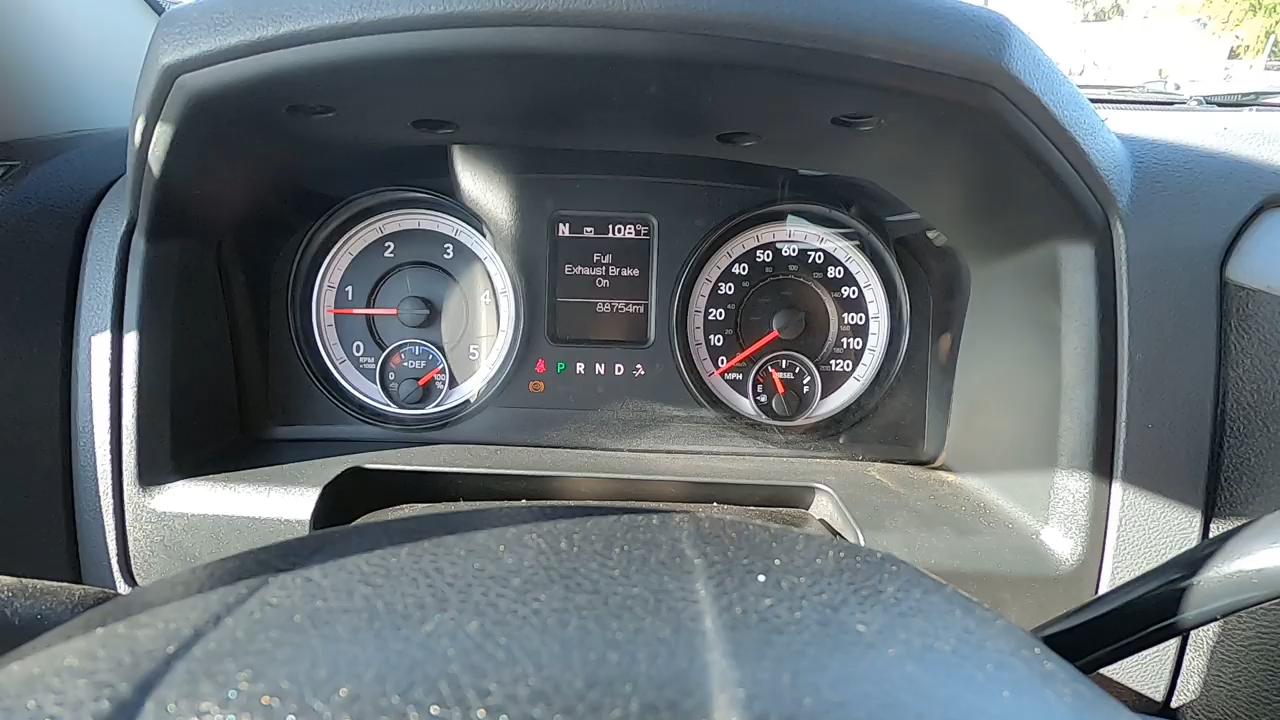 2 3
1 4
0 5
RPM
×1000
DEF
0 100
%
N 108°F
Full
Exhaust Brake
On
88754mi
P R N D
50 60 70
40 80
30 90
20 100
10 110
0 120
MPH
DIESEL
E F